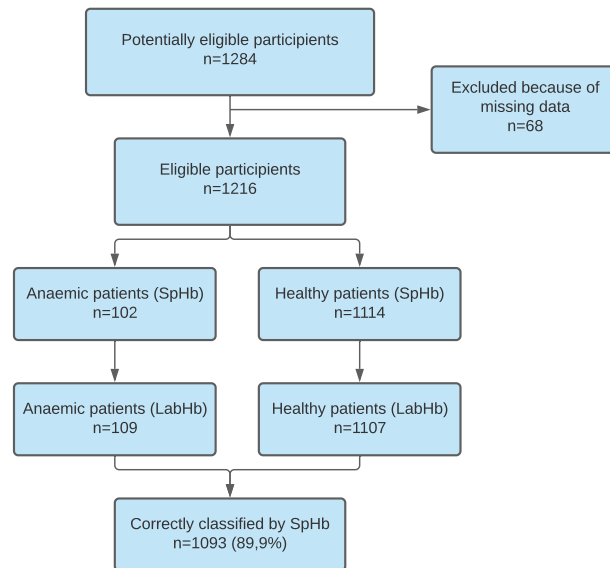 Potentially eligible participients
n=1284
Excluded because of
missing data
n=68
Eligible participients
n=1216
Anaemic patients (SpHb)
n=102
Healthy patients (SpHb)
n=1114
Anaemic patients (LabHb)
n=109
Healthy patients (LabHb)
n=1107
Correctly classified by SpHb
n=1093 (89,9%)